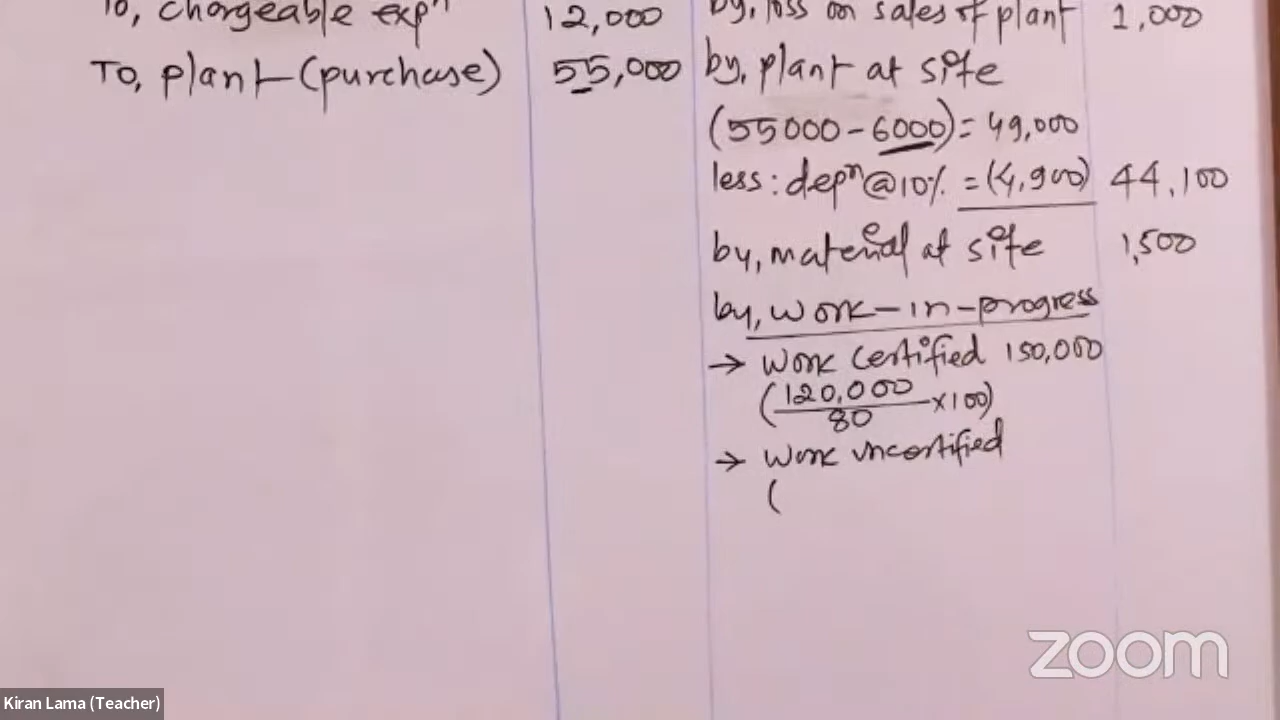 To, chargeable expⁿ 12,000
To, plant (purchase) 55,000
by, loss on sales of plant 1,000
by, plant at site
(55000 - 6000) = 49,000
less: depⁿ @ 10% = (4,900) 44,100
by, material at site 1,500
by, work-in-progress
→ Work Certified 150,000
(120,000/80 ×100)
→ Work uncertified
(
zoom
Kiran Lama (Teacher)